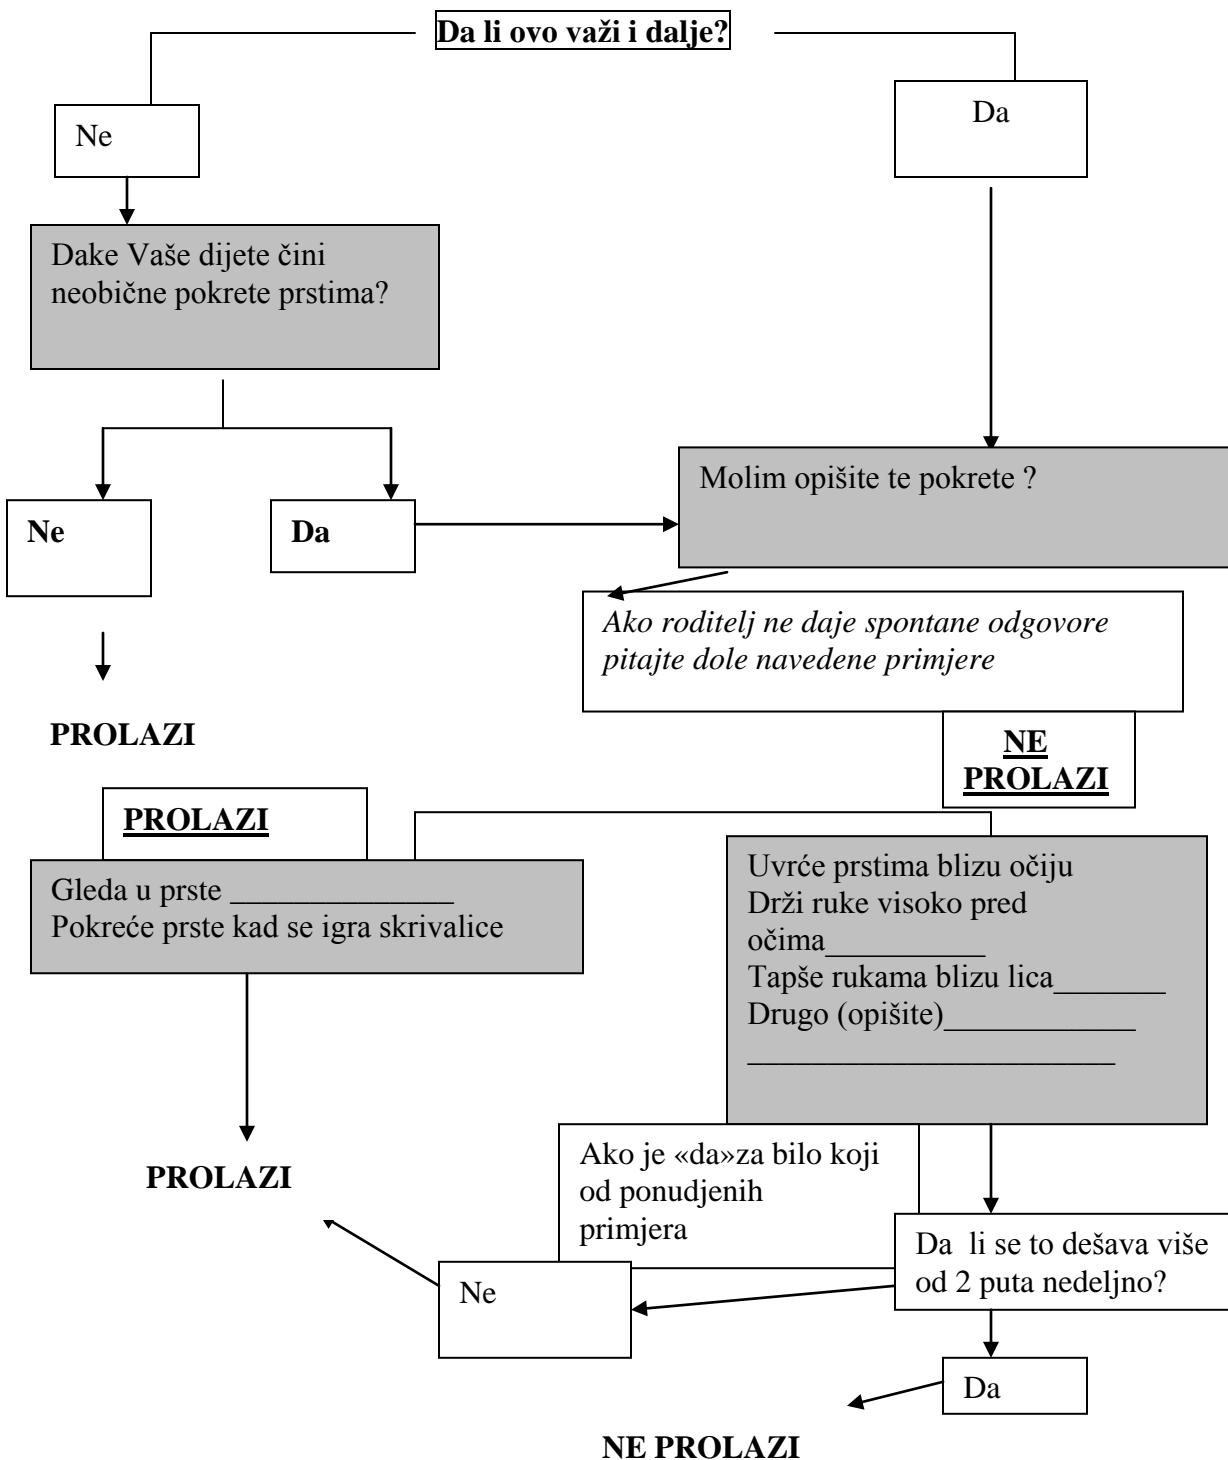 Da li ovo važi i dalje?
Ne
Da
Dake Vaše dijete čini
neobične pokrete prstima?
Ne
Da
Molim opišite te pokrete ?
Ako roditelj ne daje spontane odgovore
pitajte dole navedene primjere
PROLAZI
NE
PROLAZI
PROLAZI
Gleda u prste ______________
Pokreće prste kad se igra skrivalice
Uvrće prstima blizu očiju
Drži ruke visoko pred
očima__________
Tapše rukama blizu lica_______
Drugo (opišite)____________
_______________________
PROLAZI
Ako je «da»za bilo koji
od ponudjenih
primjera
Da  li se to dešava više
od 2 puta nedeljno?
Ne
Da
NE PROLAZI